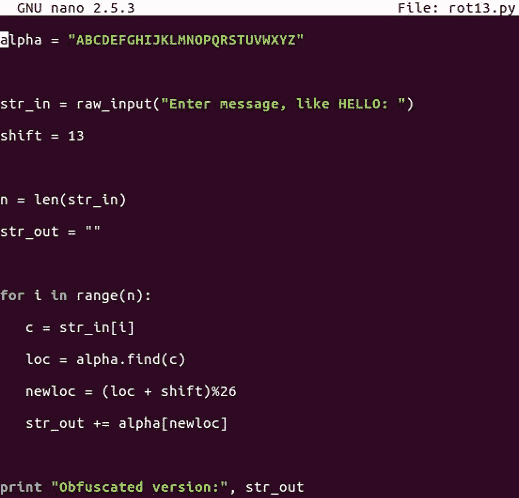 GNU nano 2.5.3 File: rot13.py
alpha = "ABCDEFGHIJKLMNOPQRSTUVWXYZ"
str_in = raw_input("Enter message, like HELLO: ")
shift = 13
n = len(str_in)
str_out = ""
for i in range(n):
   c = str_in[i]
   loc = alpha.find(c)
   newloc = (loc + shift)%26
   str_out += alpha[newloc]
print "Obfuscated version:", str_out